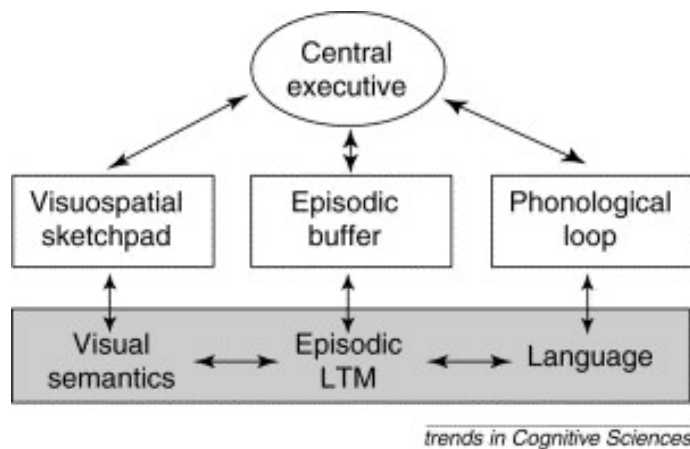 Central
executive
Visuospatial
sketchpad
Episodic
buffer
Phonological
loop
Visual
semantics
Episodic
LTM
Language
trends in Cognitive Sciences